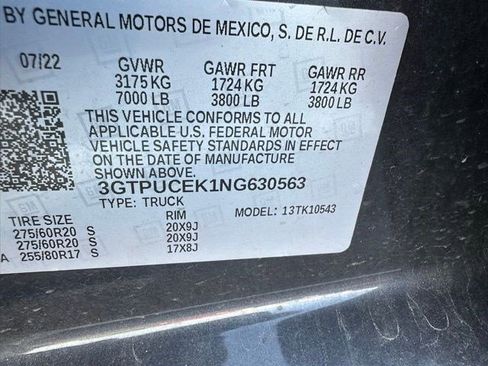 BY GENERAL MOTORS DE MEXICO, S. DE R.L. DE C.V.
07/22 GVWR GAWR FRT GAWR RR
3175 KG 1724 KG 1724 KG
7000 LB 3800 LB 3800 LB
THIS VEHICLE CONFORMS TO ALL
APPLICABLE U.S. FEDERAL MOTOR
VEHICLE SAFETY STANDARDS IN EFFECT
ON THE DATE OF MANUFACTURE
SHOWN ABOVE.
3GTPUCEK1NG630563
TYPE: TRUCK MODEL: 13TK10543
TIRE SIZE RIM
275/60R20 S 20X9J
275/60R20 S 20X9J
A 255/80R17 S 17X8J